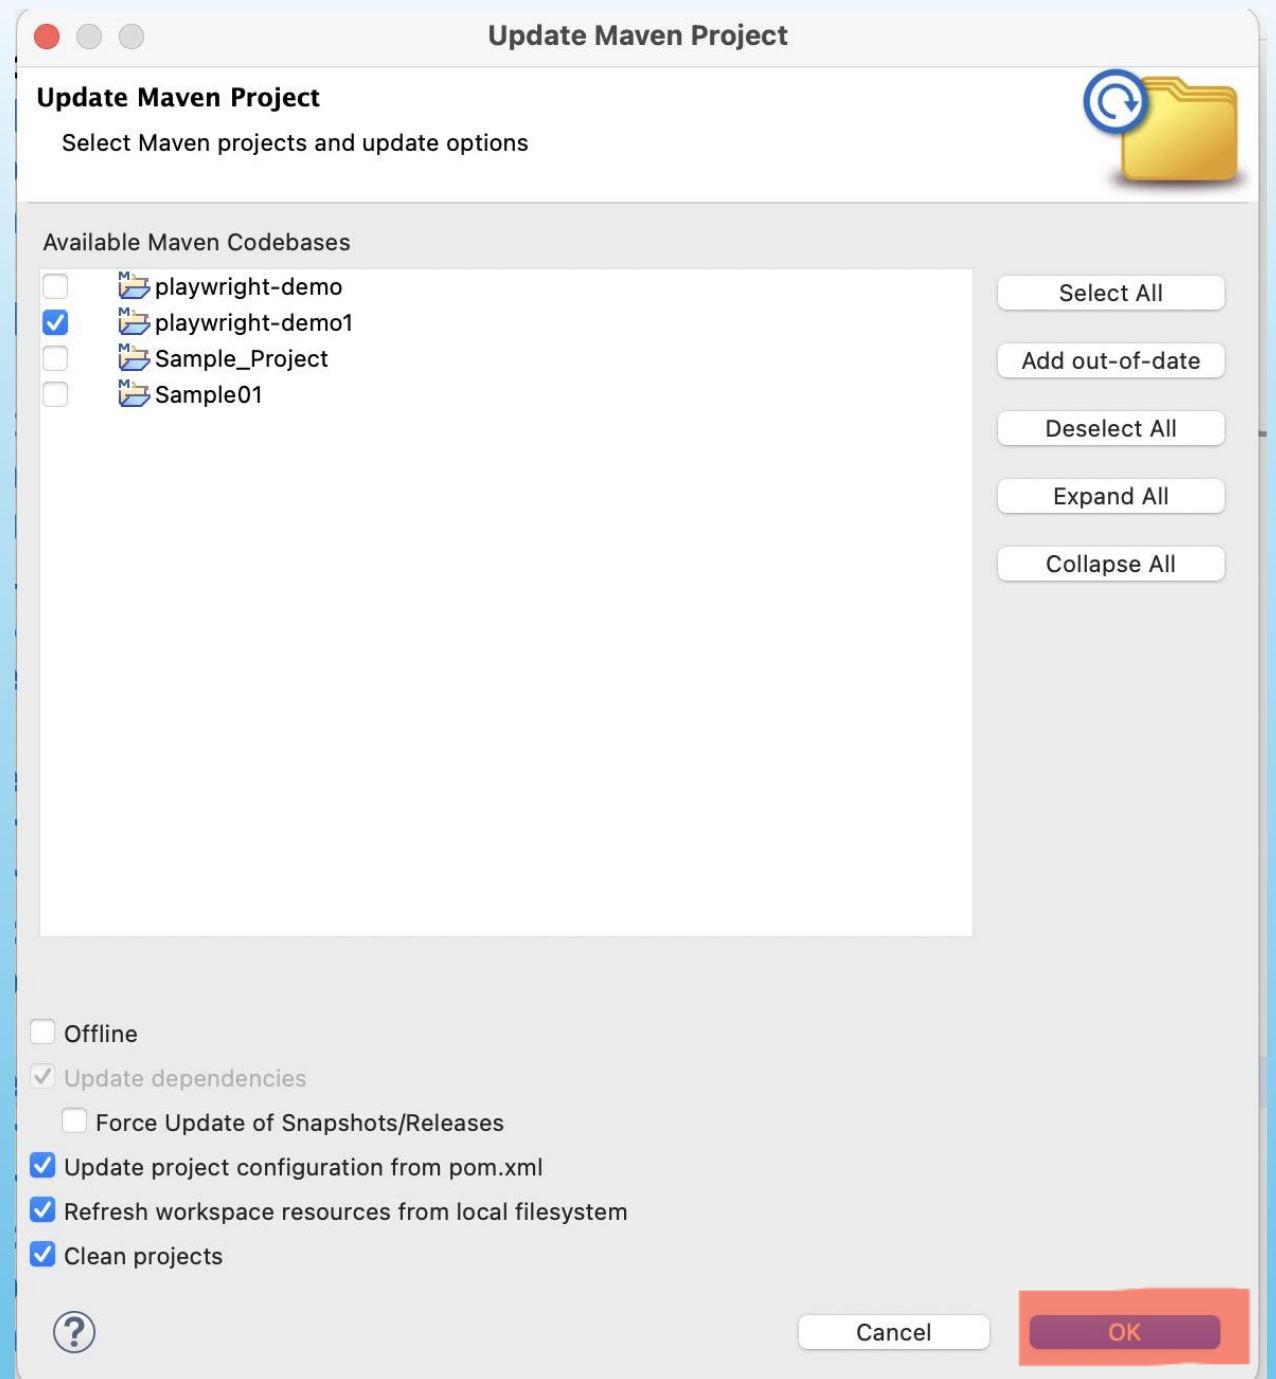 Update Maven Project
Update Maven Project
Select Maven projects and update options
Available Maven Codebases
playwright-demo
playwright-demo1
Sample_Project
Sample01
Select All
Add out-of-date
Deselect All
Expand All
Collapse All
Offline
Update dependencies
Force Update of Snapshots/Releases
Update project configuration from pom.xml
Refresh workspace resources from local filesystem
Clean projects
?
Cancel
OK